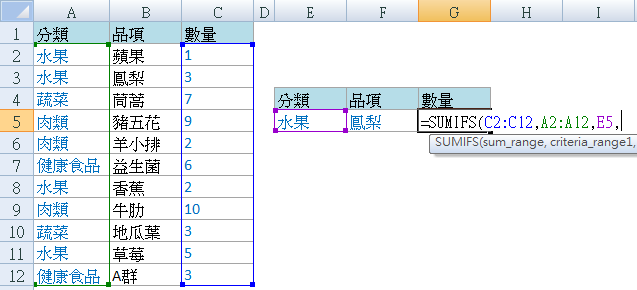 A B C D E F G H I
1 分類 品項 數量
2 水果 蘋果 1
3 水果 鳳梨 3
4 蔬菜 茼蒿 7 分類 品項 數量
5 肉類 豬五花 9 水果 鳳梨 =SUMIFS(C2:C12,A2:A12,E5,
6 肉類 羊小排 2 SUMIFS(sum_range, criteria_range1,
7 健康食品 益生菌 6
8 水果 香蕉 2
9 肉類 牛肋 10
10 蔬菜 地瓜葉 3
11 水果 草莓 5
12 健康食品 A群 3